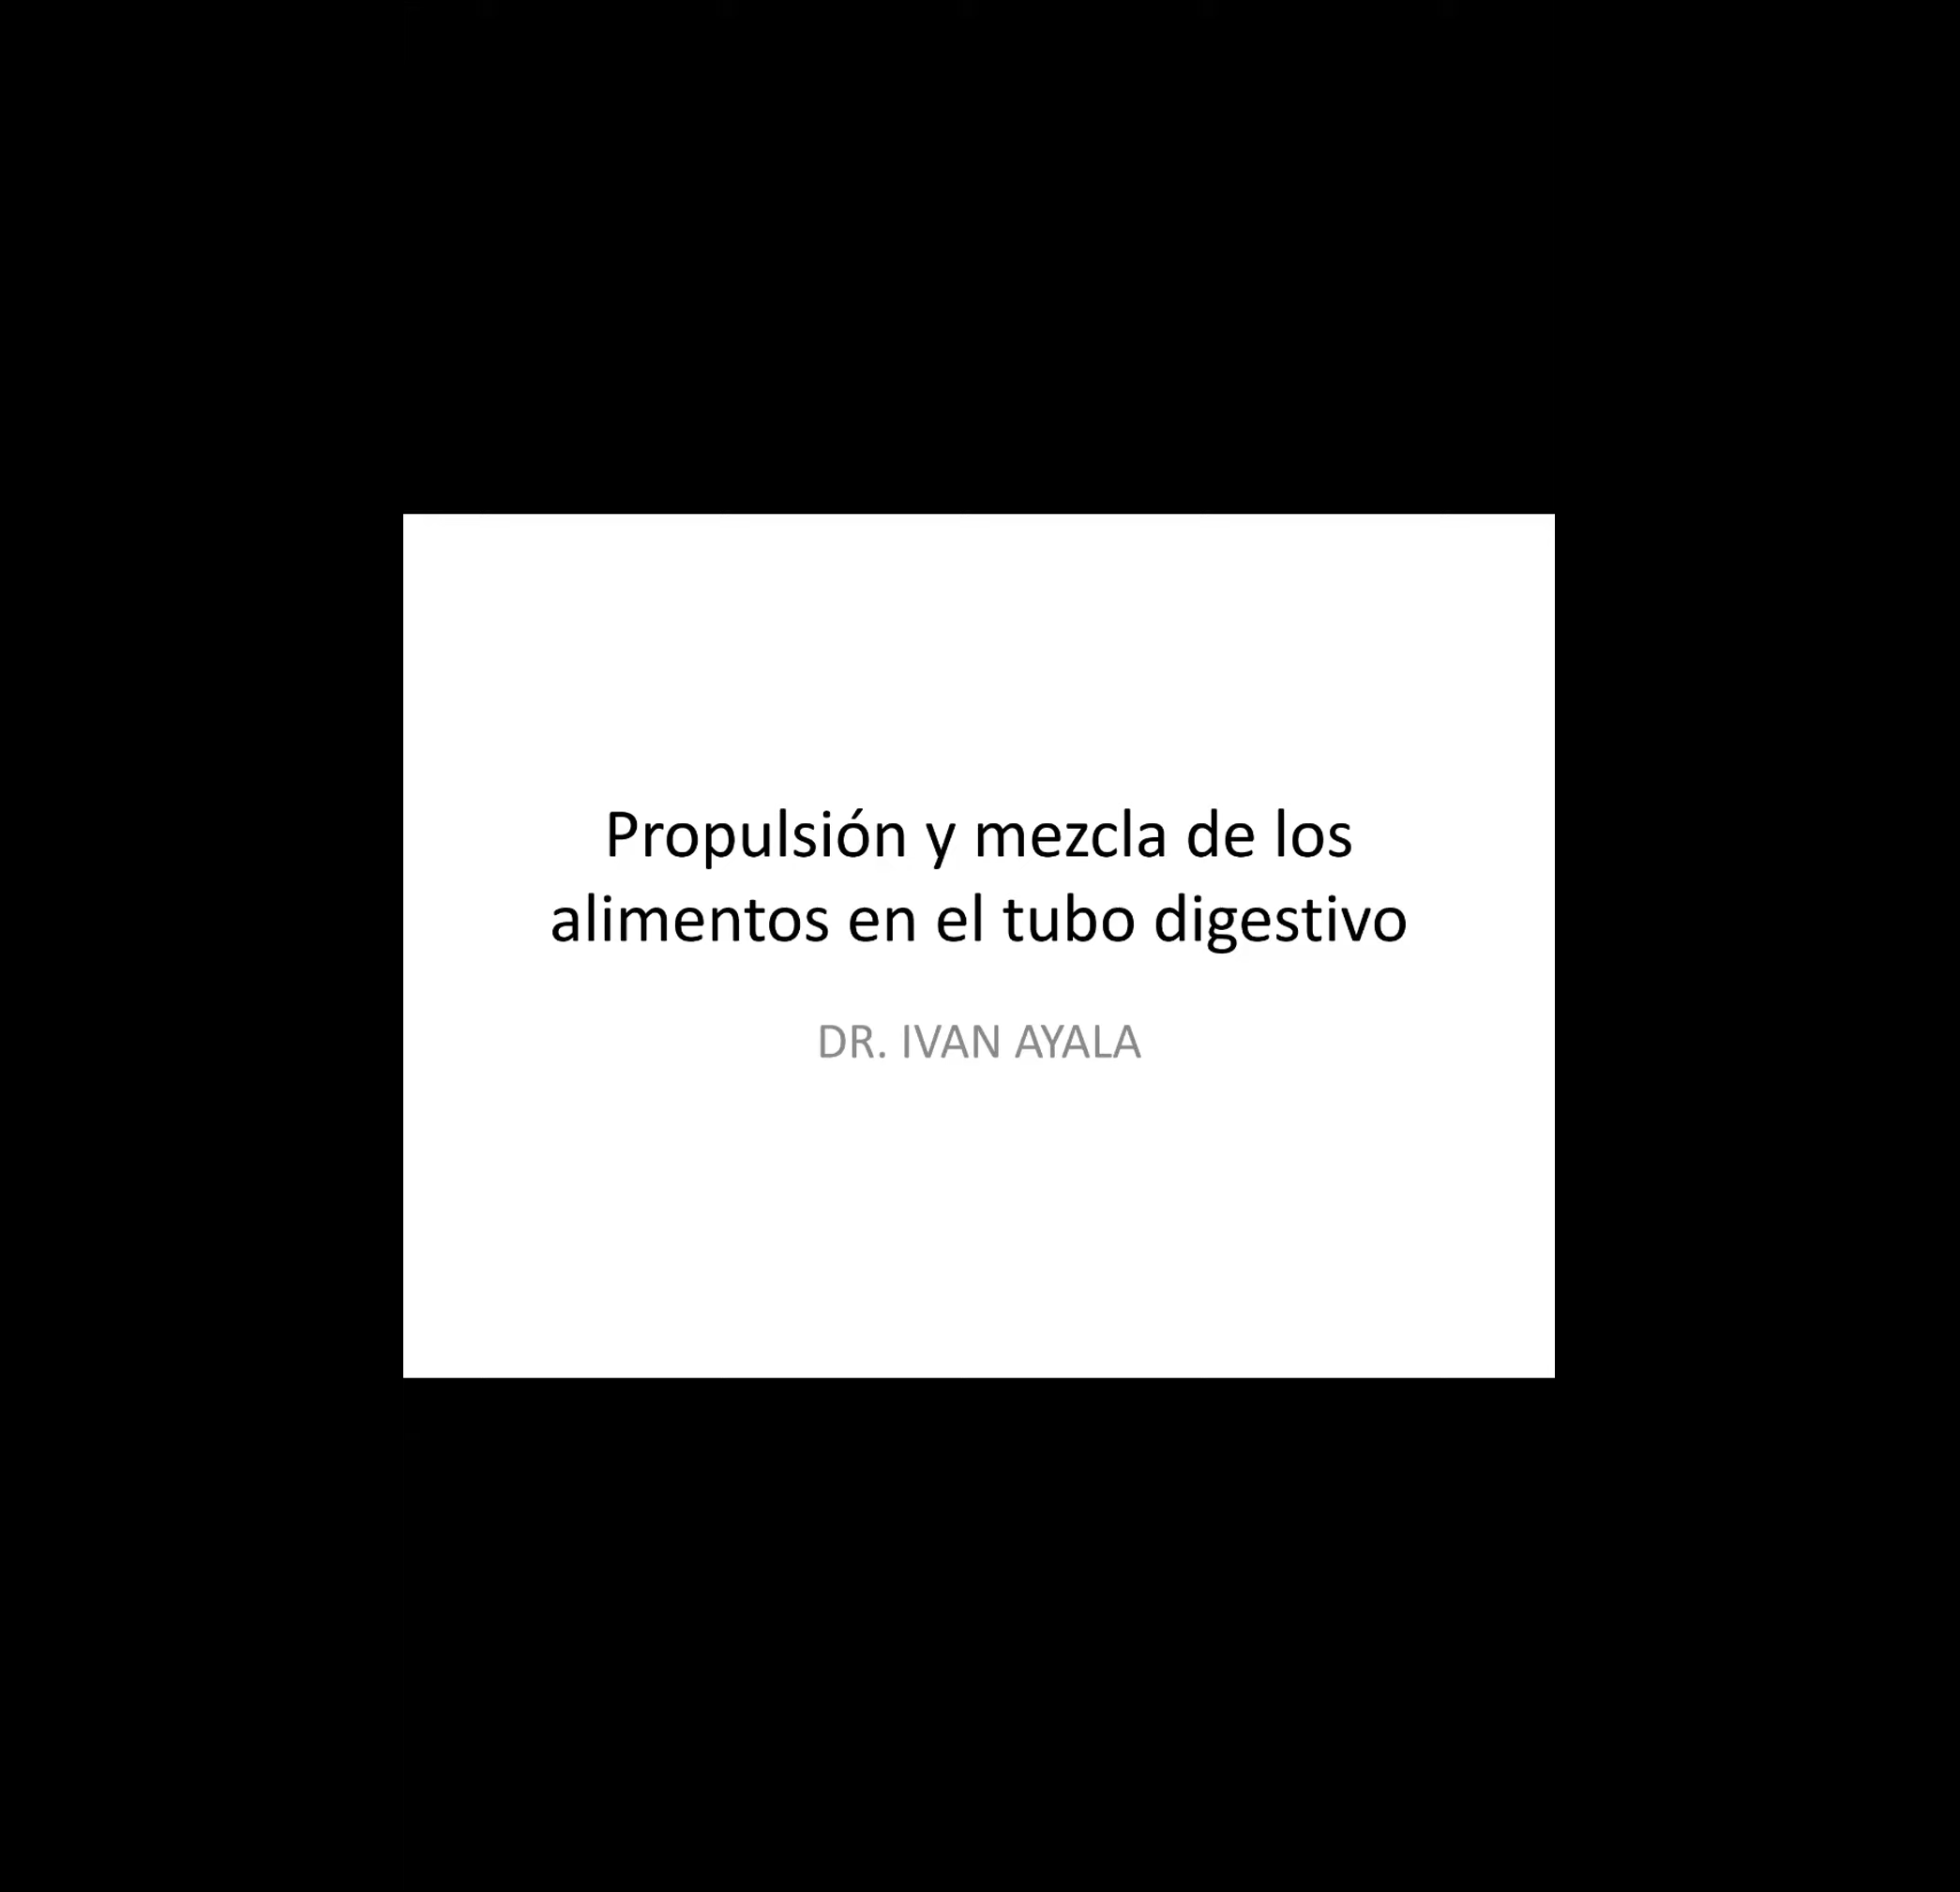 Propulsión y mezcla de los
alimentos en el tubo digestivo
DR. IVAN AYALA